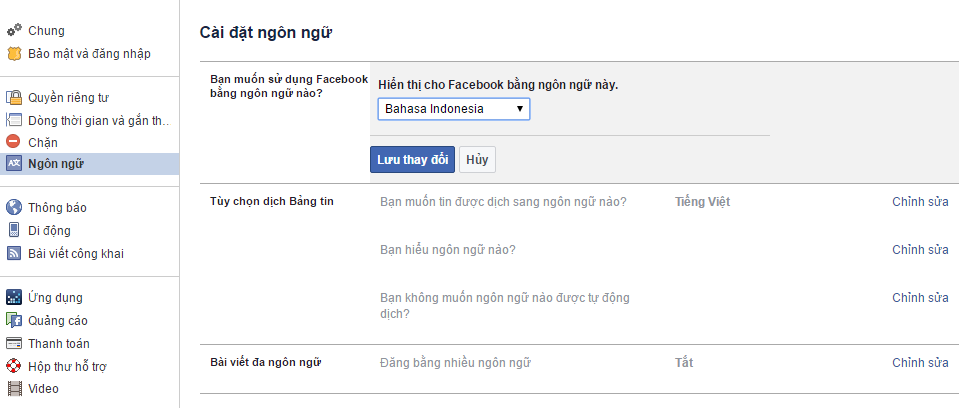 Chung
Bảo mật và đăng nhập
Quyền riêng tư
Dòng thời gian và gắn th...
Chặn
Ngôn ngữ
Thông báo
Di động
Bài viết công khai
Ứng dụng
Quảng cáo
Thanh toán
Hộp thư hỗ trợ
Video
Cài đặt ngôn ngữ
Bạn muốn sử dụng Facebook
bằng ngôn ngữ nào?
Hiển thị cho Facebook bằng ngôn ngữ này.
Bahasa Indonesia
Lưu thay đổi Hủy
Tùy chọn dịch Bảng tin Bạn muốn tin được dịch sang ngôn ngữ nào? Tiếng Việt Chỉnh sửa
Bạn hiểu ngôn ngữ nào? Chỉnh sửa
Bạn không muốn ngôn ngữ nào được tự động Chỉnh sửa
dịch?
Bài viết đa ngôn ngữ Đăng bằng nhiều ngôn ngữ Tắt Chỉnh sửa